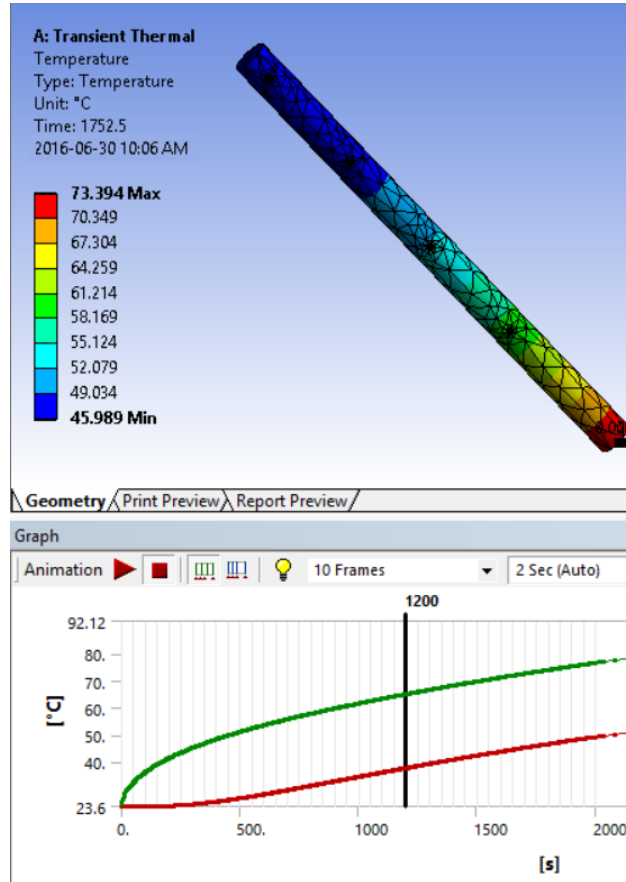 A: Transient Thermal
Temperature
Type: Temperature
Unit: °C
Time: 1752.5
2016-06-30 10:06 AM
73.394 Max
70.349
67.304
64.259
61.214
58.169
55.124
52.079
49.034
45.989 Min
Geometry Print Preview Report Preview
Graph
Animation 10 Frames 2 Sec (Auto)
1200
92.12
80.
70.
60.
50.
40.
23.6
[°C]
0. 500. 1000 1500 2000
[s]